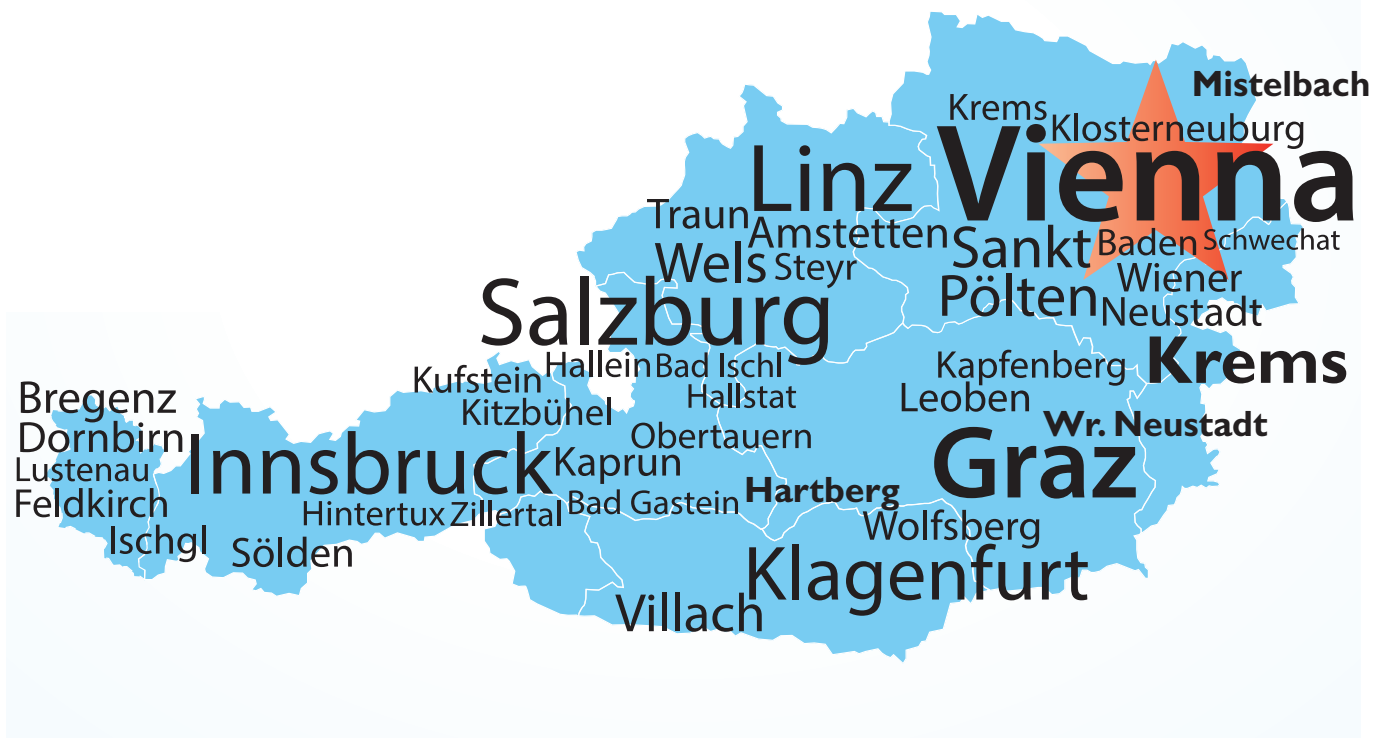 Mistelbach
Krems
Klosterneuburg
Vienna
Linz
Traun
Amstetten
Sankt
Pölten
Baden
Schwechat
Wels
Steyr
Wiener
Neustadt
Salzburg
Hallein
Bad Ischl
Kapfenberg
Krems
Kufstein
Hallstat
Leoben
Bregenz
Kitzbühel
Wr. Neustadt
Dornbirn
Obertauern
Innsbruck
Kaprun
Graz
Lustenau
Feldkirch
Hintertux
Zillertal
Bad Gastein
Hartberg
Wolfsberg
Ischgl
Sölden
Klagenfurt
Villach